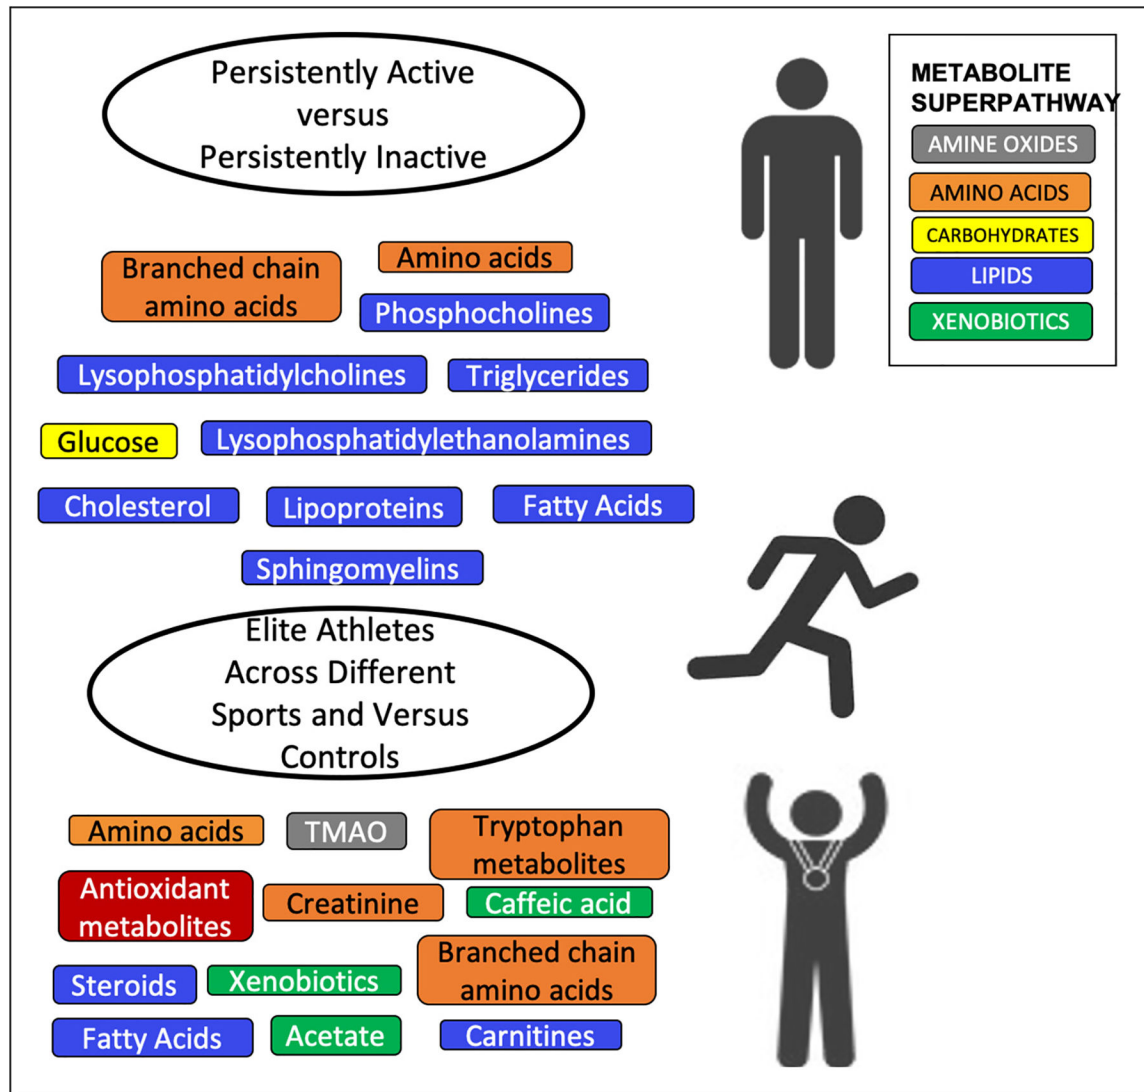 Persistently Active
versus
Persistently Inactive
METABOLITE
SUPERPATHWAY
AMINE OXIDES
AMINO ACIDS
CARBOHYDRATES
LIPIDS
XENOBIOTICS
Branched chain
amino acids
Amino acids
Phosphocholines
Lysophosphatidylcholines
Triglycerides
Glucose
Lysophosphatidylethanolamines
Cholesterol
Lipoproteins
Fatty Acids
Sphingomyelins
Elite Athletes
Across Different
Sports and Versus
Controls
Amino acids
TMAO
Tryptophan
metabolites
Antioxidant
metabolites
Creatinine
Caffeic acid
Branched chain
amino acids
Steroids
Xenobiotics
Fatty Acids
Acetate
Carnitines